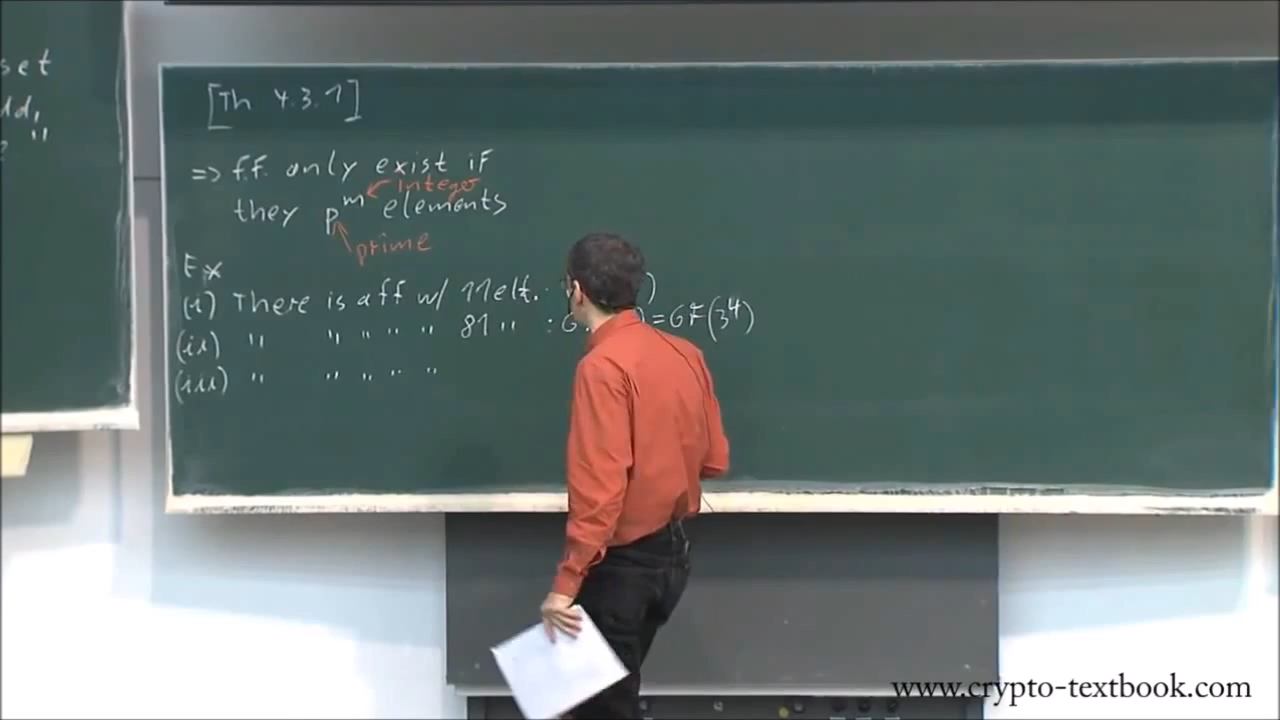 set
[Th 4.3.1]
=> f.f. only exist if
integer
they p^m elements
prime
Ex
(i) There is a ff w/ 11 elt. : )
(ii) " " " " " 81 " : G )=GF(3^4)
(iii) " " " " "
www.crypto-textbook.com